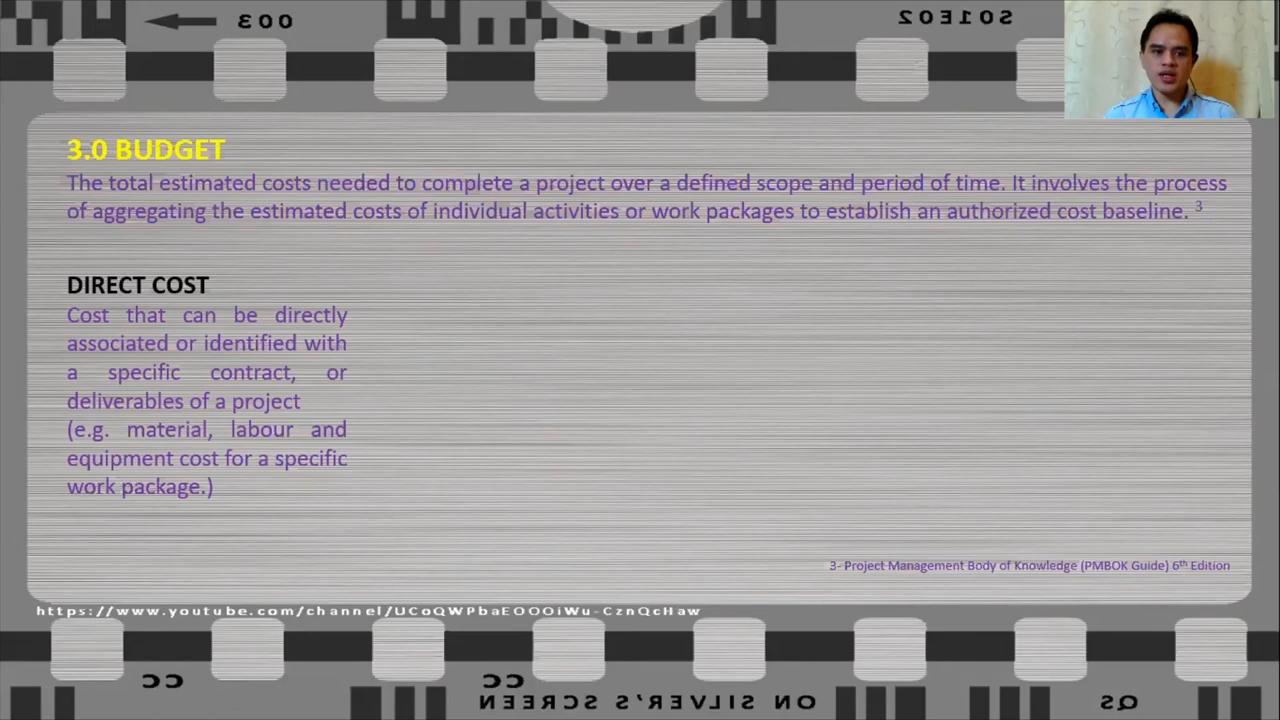 003
S01E02
3.0 BUDGET
The total estimated costs needed to complete a project over a defined scope and period of time. It involves the process
of aggregating the estimated costs of individual activities or work packages to establish an authorized cost baseline. 3
DIRECT COST
Cost that can be directly
associated or identified with
a specific contract, or
deliverables of a project
(e.g. material, labour and
equipment cost for a specific
work package.)
3- Project Management Body of Knowledge (PMBOK Guide) 6th Edition
https://www.youtube.com/channel/UCoQWPbaEOOOiWu-CznQcHaw
CC
CC
ON SILVER'S SCREEN
QS